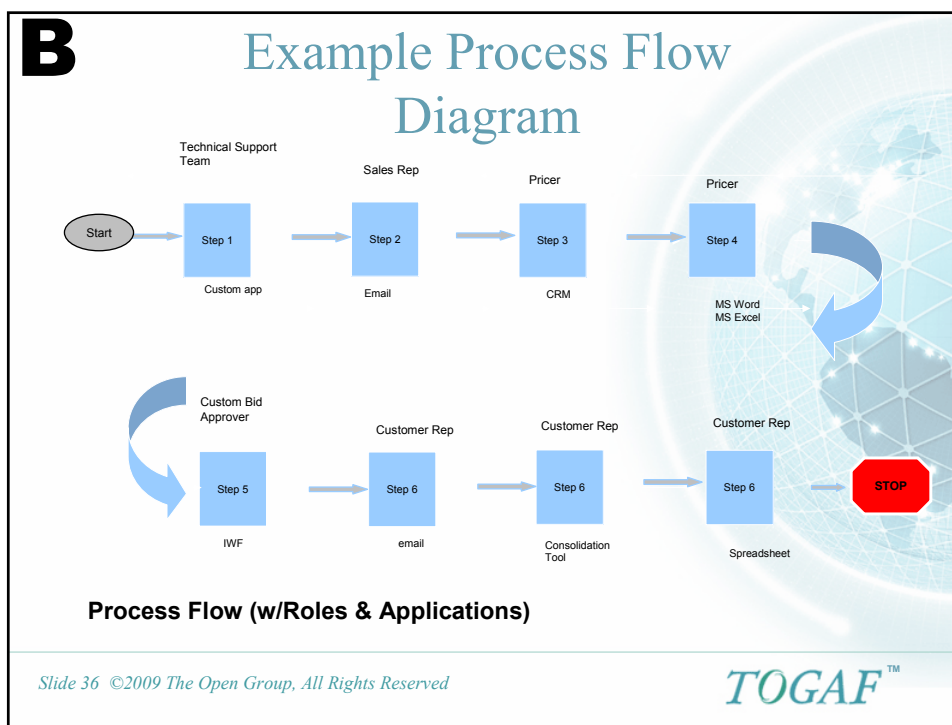 B
Example Process Flow
Diagram
Technical Support
Team
Sales Rep
Pricer
Pricer
Start
Step 1
Step 2
Step 3
Step 4
Custom app
Email
CRM
MS Word
MS Excel
Custom Bid
Approver
Customer Rep
Customer Rep
Customer Rep
Step 5
Step 6
Step 6
Step 6
STOP
IWF
email
Consolidation
Tool
Spreadsheet
Process Flow (w/Roles & Applications)
Slide 36 ©2009 The Open Group, All Rights Reserved
TOGAF™